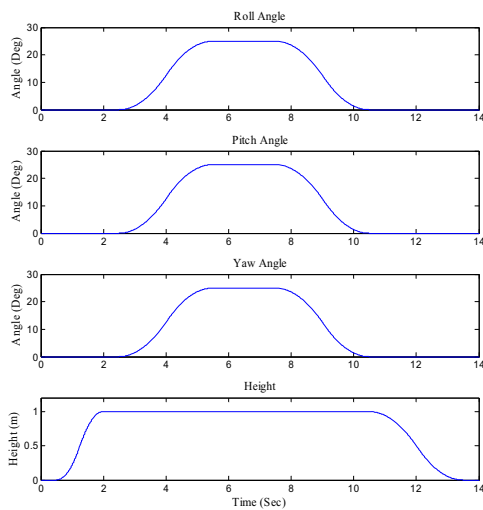 Roll Angle
Angle (Deg)
30
20
10
0
0 2 4 6 8 10 12 14
Pitch Angle
Angle (Deg)
30
20
10
0
0 2 4 6 8 10 12 14
Yaw Angle
Angle (Deg)
30
20
10
0
0 2 4 6 8 10 12 14
Height
Height (m)
1
0.5
0
0 2 4 6 8 10 12 14
Time (Sec)